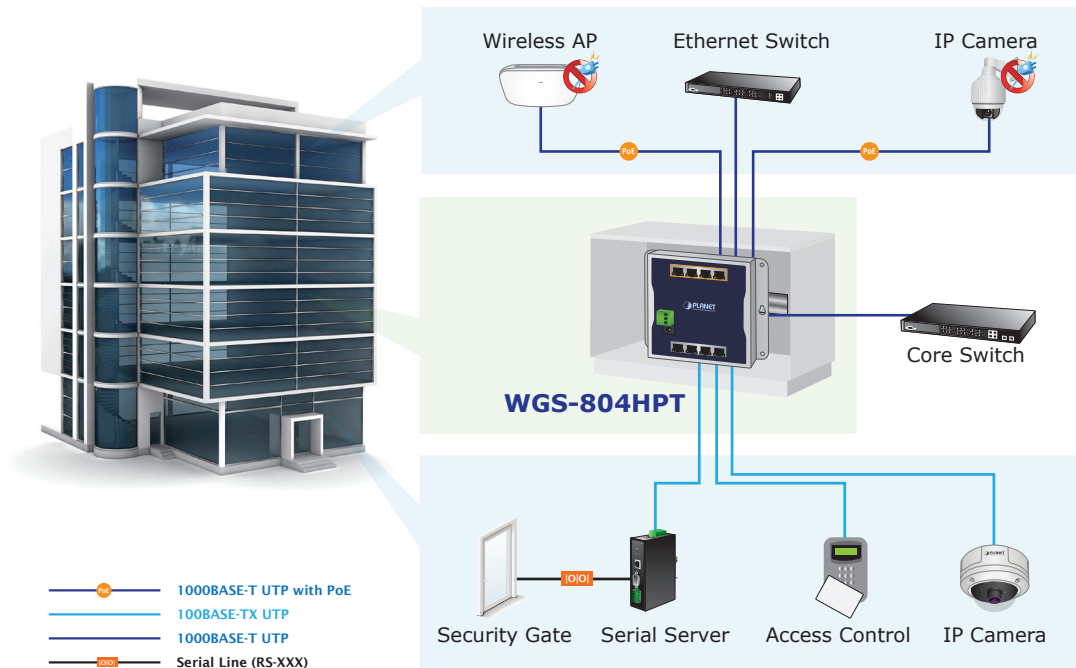 Wireless AP
Ethernet Switch
IP Camera
PoE
PoE
PLANET
Core Switch
WGS-804HPT
PLANET
Security Gate
|O|O|
Serial Server
Access Control
IP Camera
PoE
1000BASE-T UTP with PoE
100BASE-TX UTP
1000BASE-T UTP
|O|O|
Serial Line (RS-XXX)